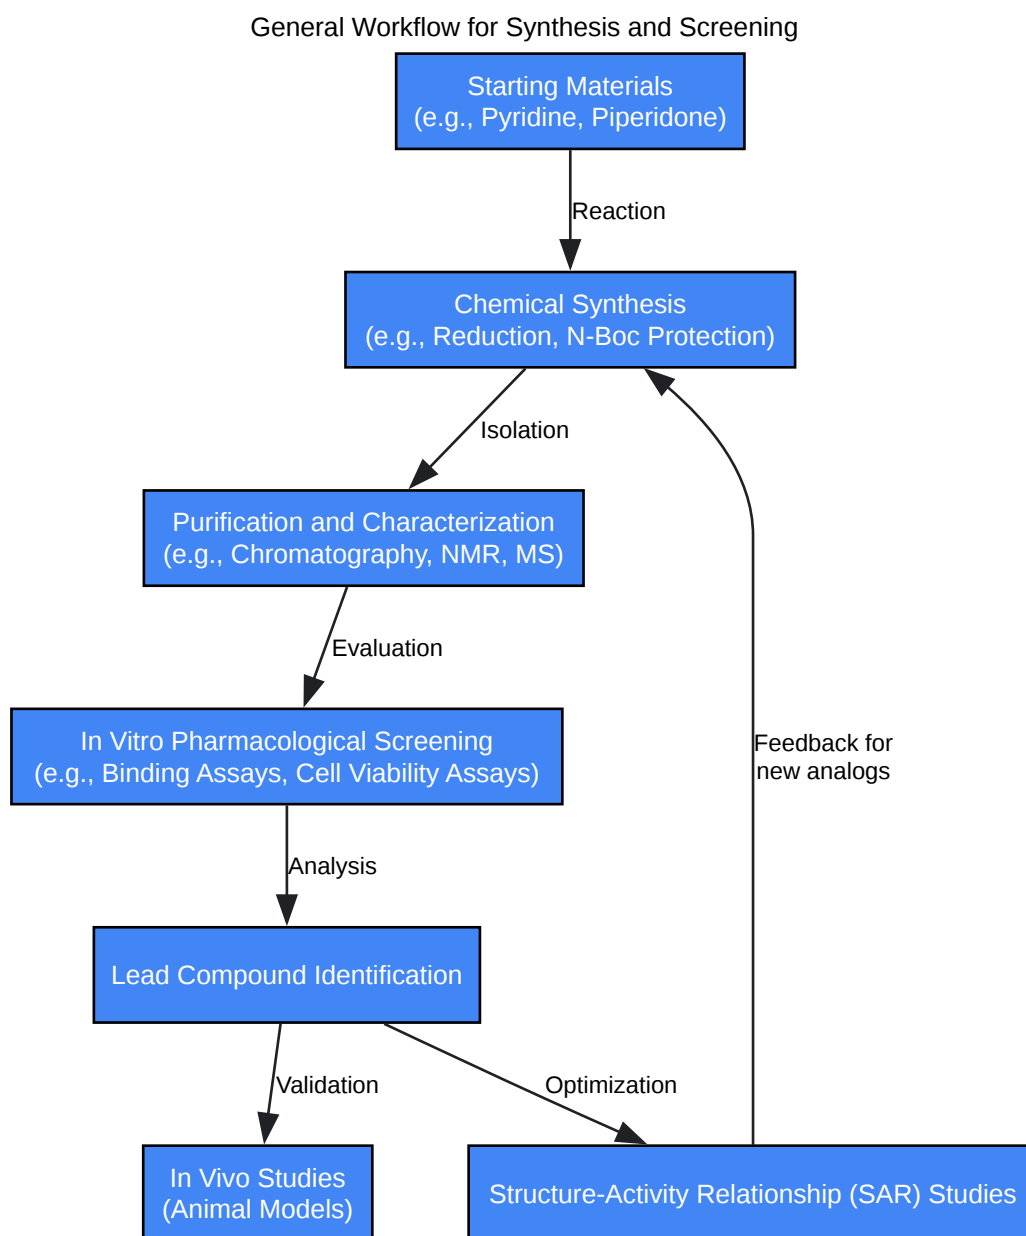 General Workflow for Synthesis and Screening
Starting Materials
(e.g., Pyridine, Piperidone)
Reaction
Chemical Synthesis
(e.g., Reduction, N-Boc Protection)
Isolation
Purification and Characterization
(e.g., Chromatography, NMR, MS)
Evaluation
In Vitro Pharmacological Screening
(e.g., Binding Assays, Cell Viability Assays)
Feedback for
new analogs
Analysis
Lead Compound Identification
Validation
Optimization
In Vivo Studies
(Animal Models)
Structure-Activity Relationship (SAR) Studies